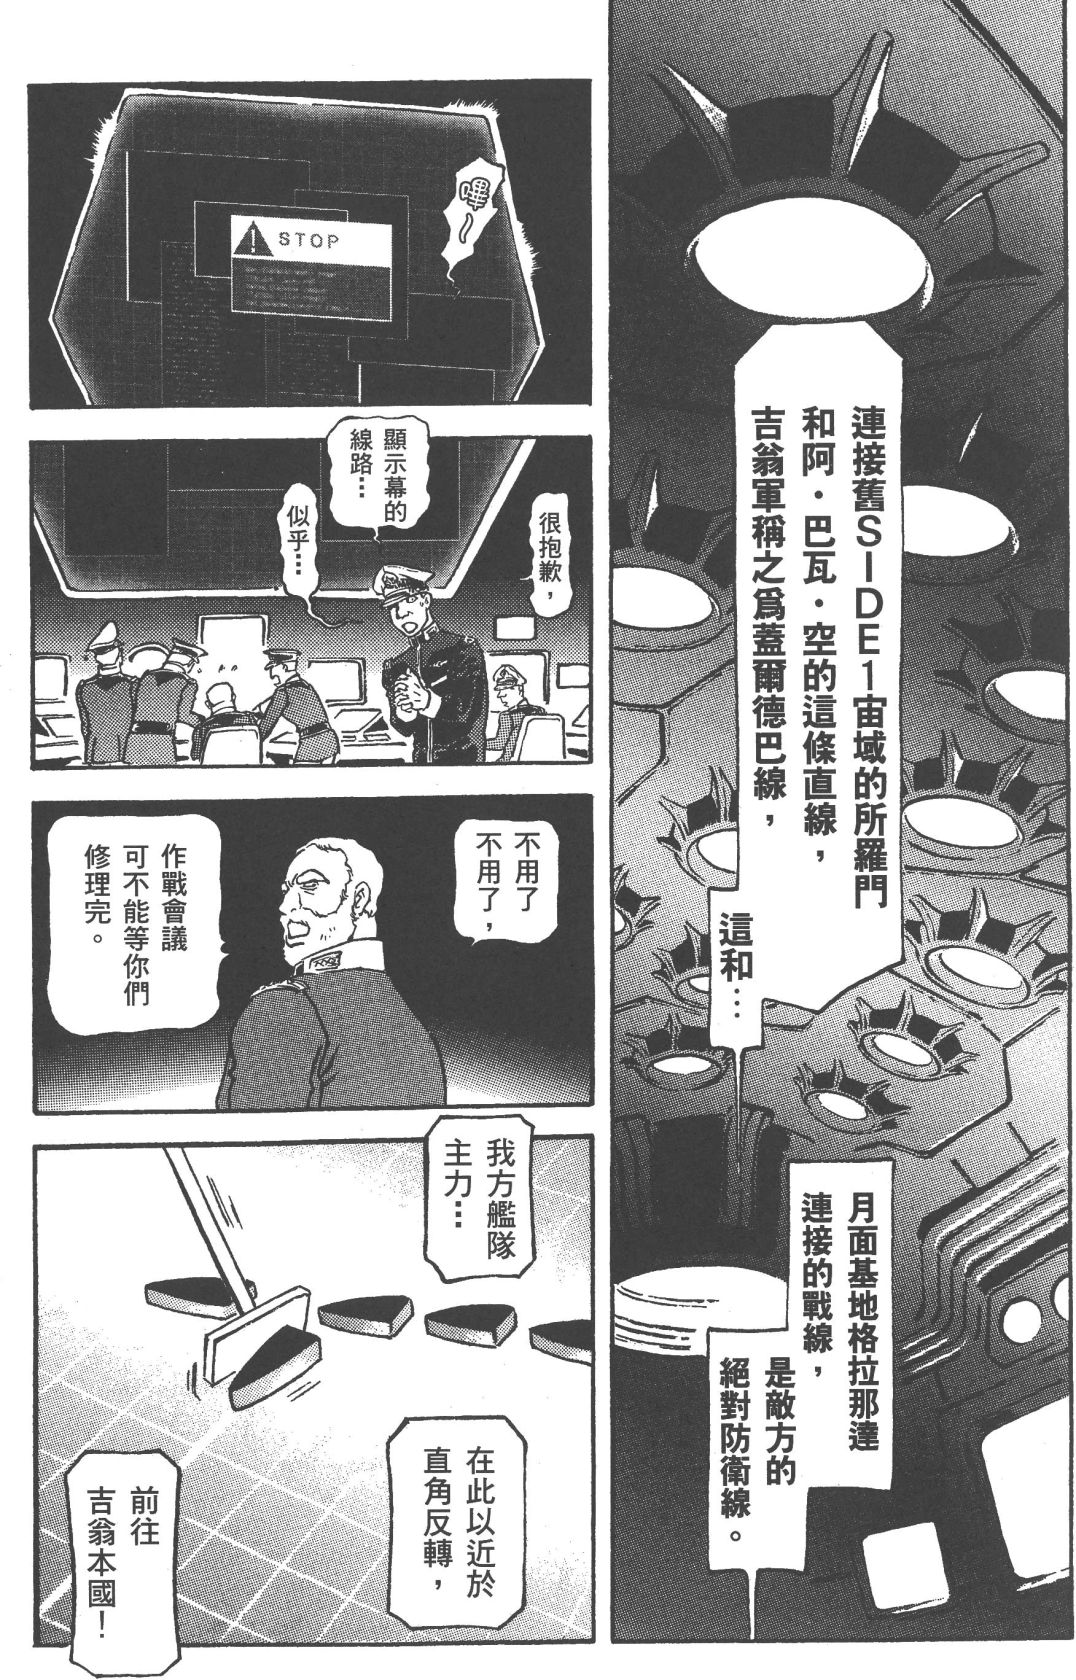 連接舊SIDE1宙域的所羅門
和阿·巴瓦·空的這條直線，
吉翁軍稱之為蓋爾德巴線，
這和…
月面基地格拉那達
連接的戰線，
是敵方的
絕對防衛線。
嗶
STOP
很抱歉，
顯示幕的
線路…
似乎…
不用了
不用了，
作戰會議
可不能等你們
修理完。
我方艦隊
主力…
在此以近於
直角反轉，
前往
吉翁本國！